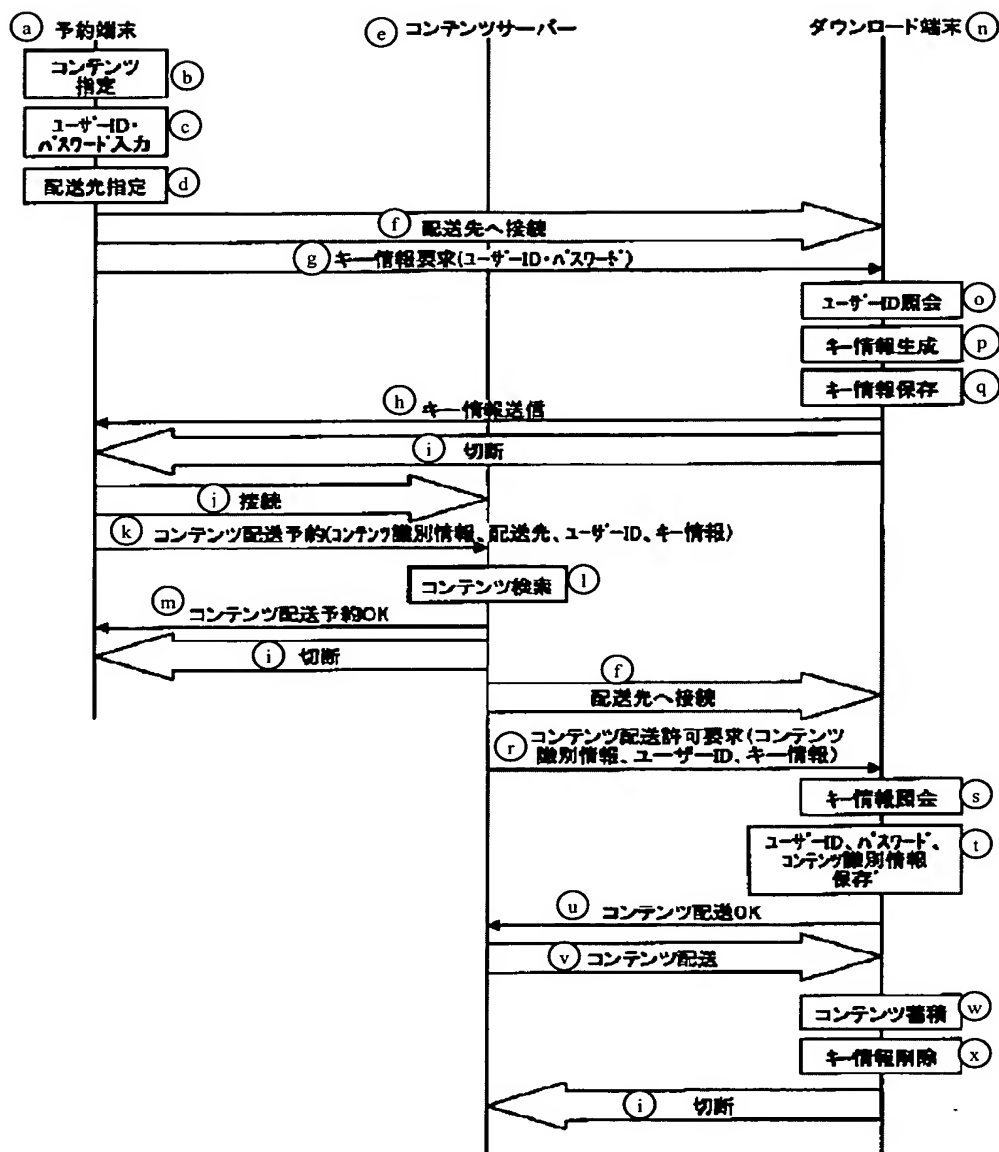 a 予約端末
e コンテンツサーバー
ダウンロード端末 n
コンテンツ
指定
b
ユーザーID・
パスワード入力
c
配送先指定 d
f 配送先へ接続
g キー情報要求(ユーザーID・パスワード)
ユーザーID照会 o
キー情報生成 p
キー情報保存 q
h キー情報送信
i 切断
j 接続
k コンテンツ配送予約(コンテンツ識別情報、配送先、ユーザーID、キー情報)
コンテンツ検索 l
m コンテンツ配送予約OK
i 切断
f
配送先へ接続
r コンテンツ配送許可要求(コンテンツ
識別情報、ユーザーID、キー情報)
キー情報照会 s
ユーザーID、パスワード、
コンテンツ識別情報
保存
t
u コンテンツ配送OK
v コンテンツ配送
コンテンツ蓄積 w
キー情報削除 x
i 切断